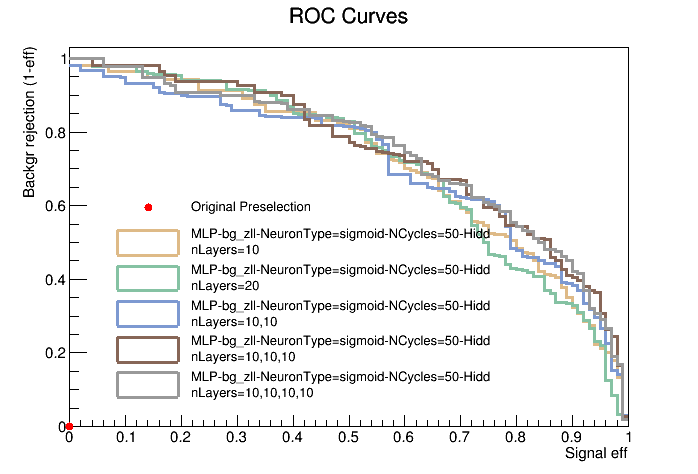 ROC Curves
Backgr rejection (1-eff)
1
0.8
0.6
0.4
0.2
0
Original Preselection
MLP-bg_zll-NeuronType=sigmoid-NCycles=50-Hidd
nLayers=10
MLP-bg_zll-NeuronType=sigmoid-NCycles=50-Hidd
nLayers=20
MLP-bg_zll-NeuronType=sigmoid-NCycles=50-Hidd
nLayers=10,10
MLP-bg_zll-NeuronType=sigmoid-NCycles=50-Hidd
nLayers=10,10,10
MLP-bg_zll-NeuronType=sigmoid-NCycles=50-Hidd
nLayers=10,10,10,10
0 0.1 0.2 0.3 0.4 0.5 0.6 0.7 0.8 0.9 1
Signal eff